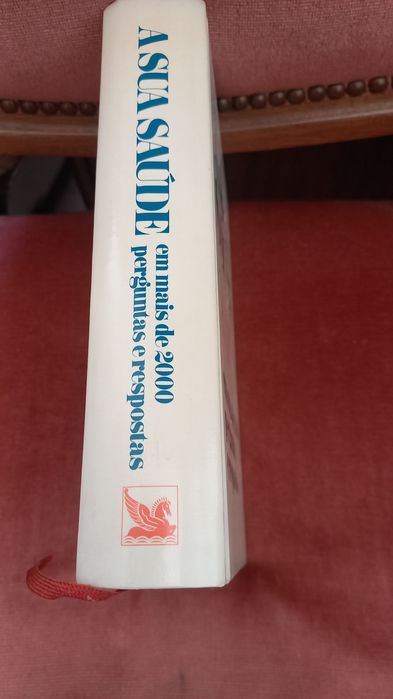 A SUA SAÚDE
em mais de 2000
perguntas e respostas